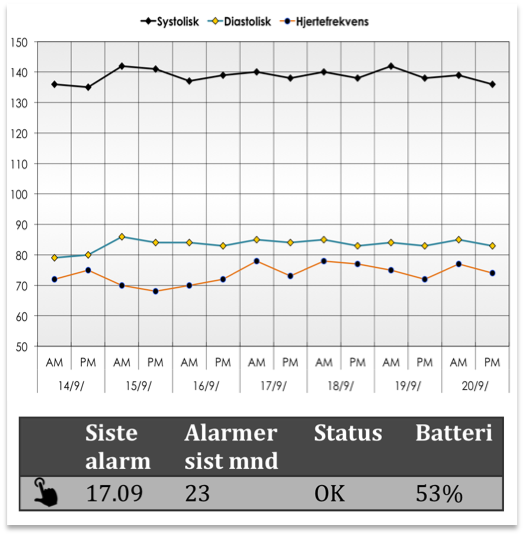 Systolisk Diastolisk Hjertefrekvens
150
140
130
120
110
100
90
80
70
60
50
AM PM AM PM AM PM AM PM AM PM AM PM AM PM
14/9/ 15/9/ 16/9/ 17/9/ 18/9/ 19/9/ 20/9/
Siste Alarmer Status Batteri
alarm sist mnd
17.09 23 OK 53%